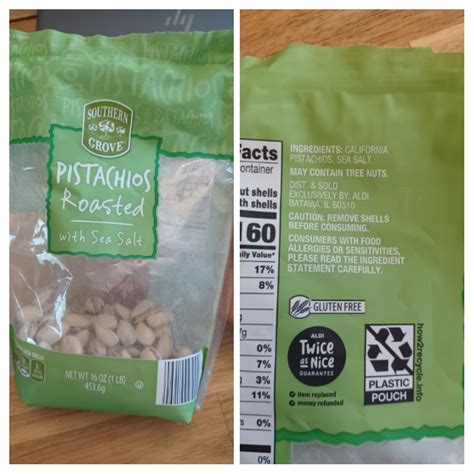 PISTACHIOS
SOUTHERN
GROVE
PISTACHIOS
Roasted
with Sea Salt
NET WT 16 OZ (1 LB)
453.6g
Facts
container
shells
shells
160
Daily Value*
17%
8%
0%
7%
11%
0%
0%
INGREDIENTS: CALIFORNIA
PISTACHIOS, SEA SALT
MAY CONTAIN TREE NUTS.
DIST. & SOLD
EXCLUSIVELY BY: ALDI
BATAVIA, IL 60510
CAUTION: REMOVE SHELLS
BEFORE CONSUMING.
CONSUMERS WITH FOOD
ALLERGIES OR SENSITIVITIES,
PLEASE READ THE INGREDIENT
STATEMENT CAREFULLY.
GLUTEN FREE
ALDI
Twice
as Nice
GUARANTEE
item replaced
money refunded
PLASTIC
POUCH
how2recycle.info